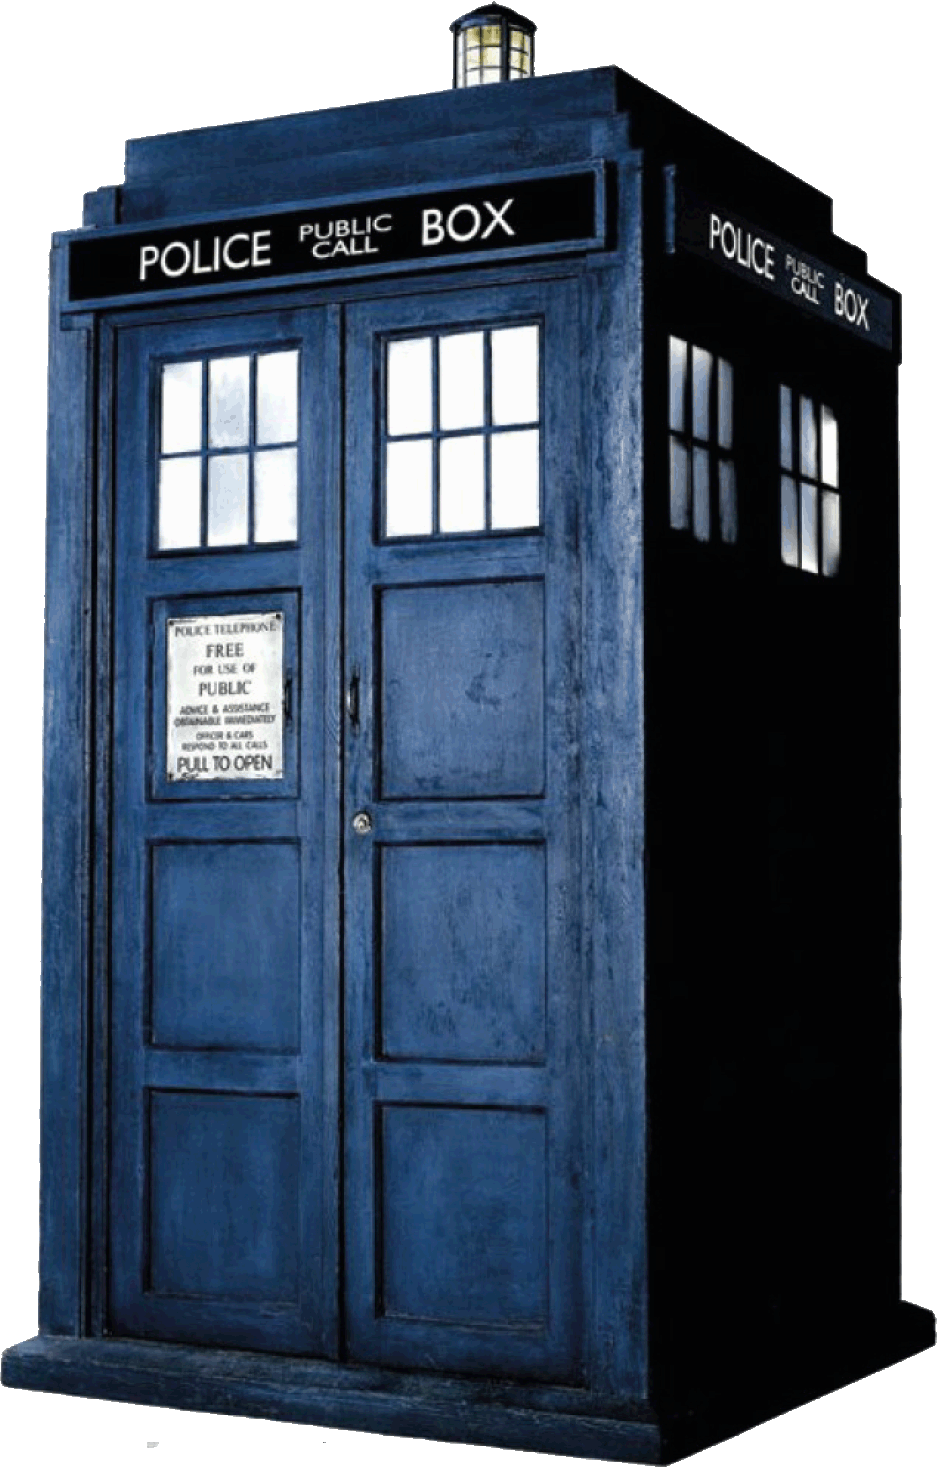 POLICE PUBLIC CALL BOX
POLICE PUBLIC CALL BOX
POLICE TELEPHONE
FREE
FOR USE OF
PUBLIC
ADVICE & ASSISTANCE
OBTAINABLE IMMEDIATELY
OFFICER & CARS
RESPOND TO ALL CALLS
PULL TO OPEN